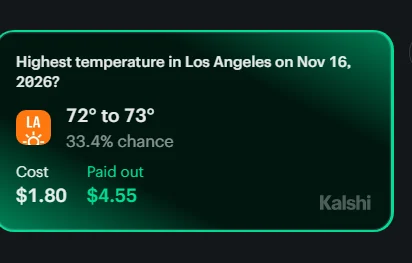 Highest temperature in Los Angeles on Nov 16,
2026?
LA
72° to 73°
33.4% chance
Cost
Paid out
$1.80
$4.55
Kalshi